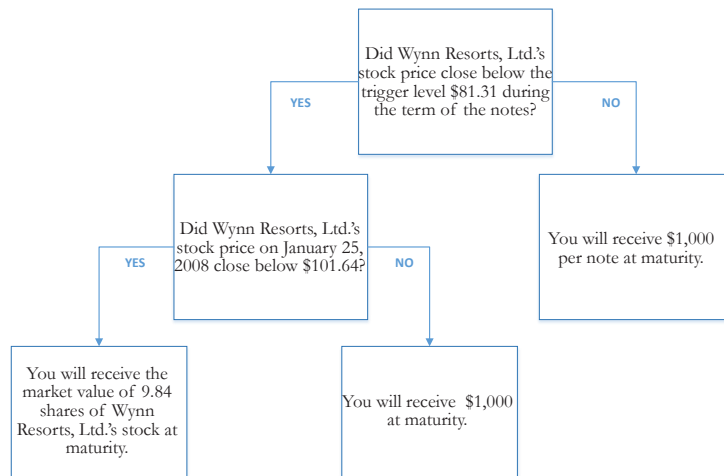 Did Wynn Resorts, Ltd.'s
stock price close below the
trigger level $81.31 during
the term of the notes?
YES
NO
Did Wynn Resorts, Ltd.'s
stock price on January 25,
2008 close below $101.64?
You will receive $1,000
per note at maturity.
YES
NO
You will receive the
market value of 9.84
shares of Wynn
Resorts, Ltd.'s stock at
maturity.
You will receive $1,000
at maturity.